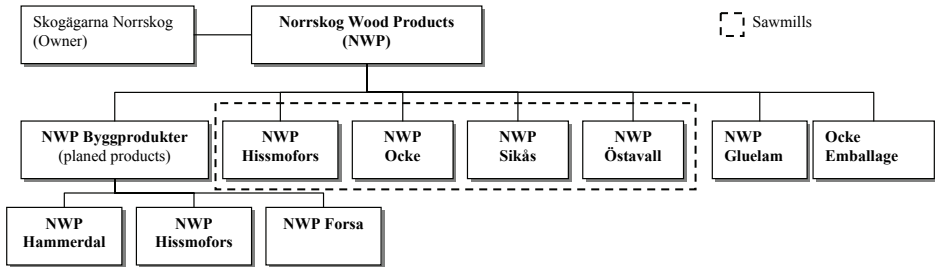 Skogägarna Norrskog
(Owner)
Norrskog Wood Products
(NWP)
Sawmills
NWP Byggprodukter
(planed products)
NWP
Hissmofors
NWP
Ocke
NWP
Sikås
NWP
Östavall
NWP
Gluelam
Ocke
Emballage
NWP
Hammerdal
NWP
Hissmofors
NWP Forsa